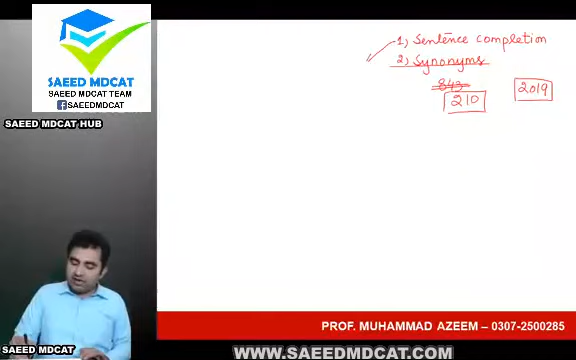 1) Sentence completion
2) Synonyms
843
210
2019
SAEED MDCAT
SAEED MDCAT TEAM
SAEEDMDCAT
SAEED MDCAT HUB
PROF. MUHAMMAD AZEEM – 0307-2500285
SAEED MDCAT
WWW.SAEEDMDCAT.COM